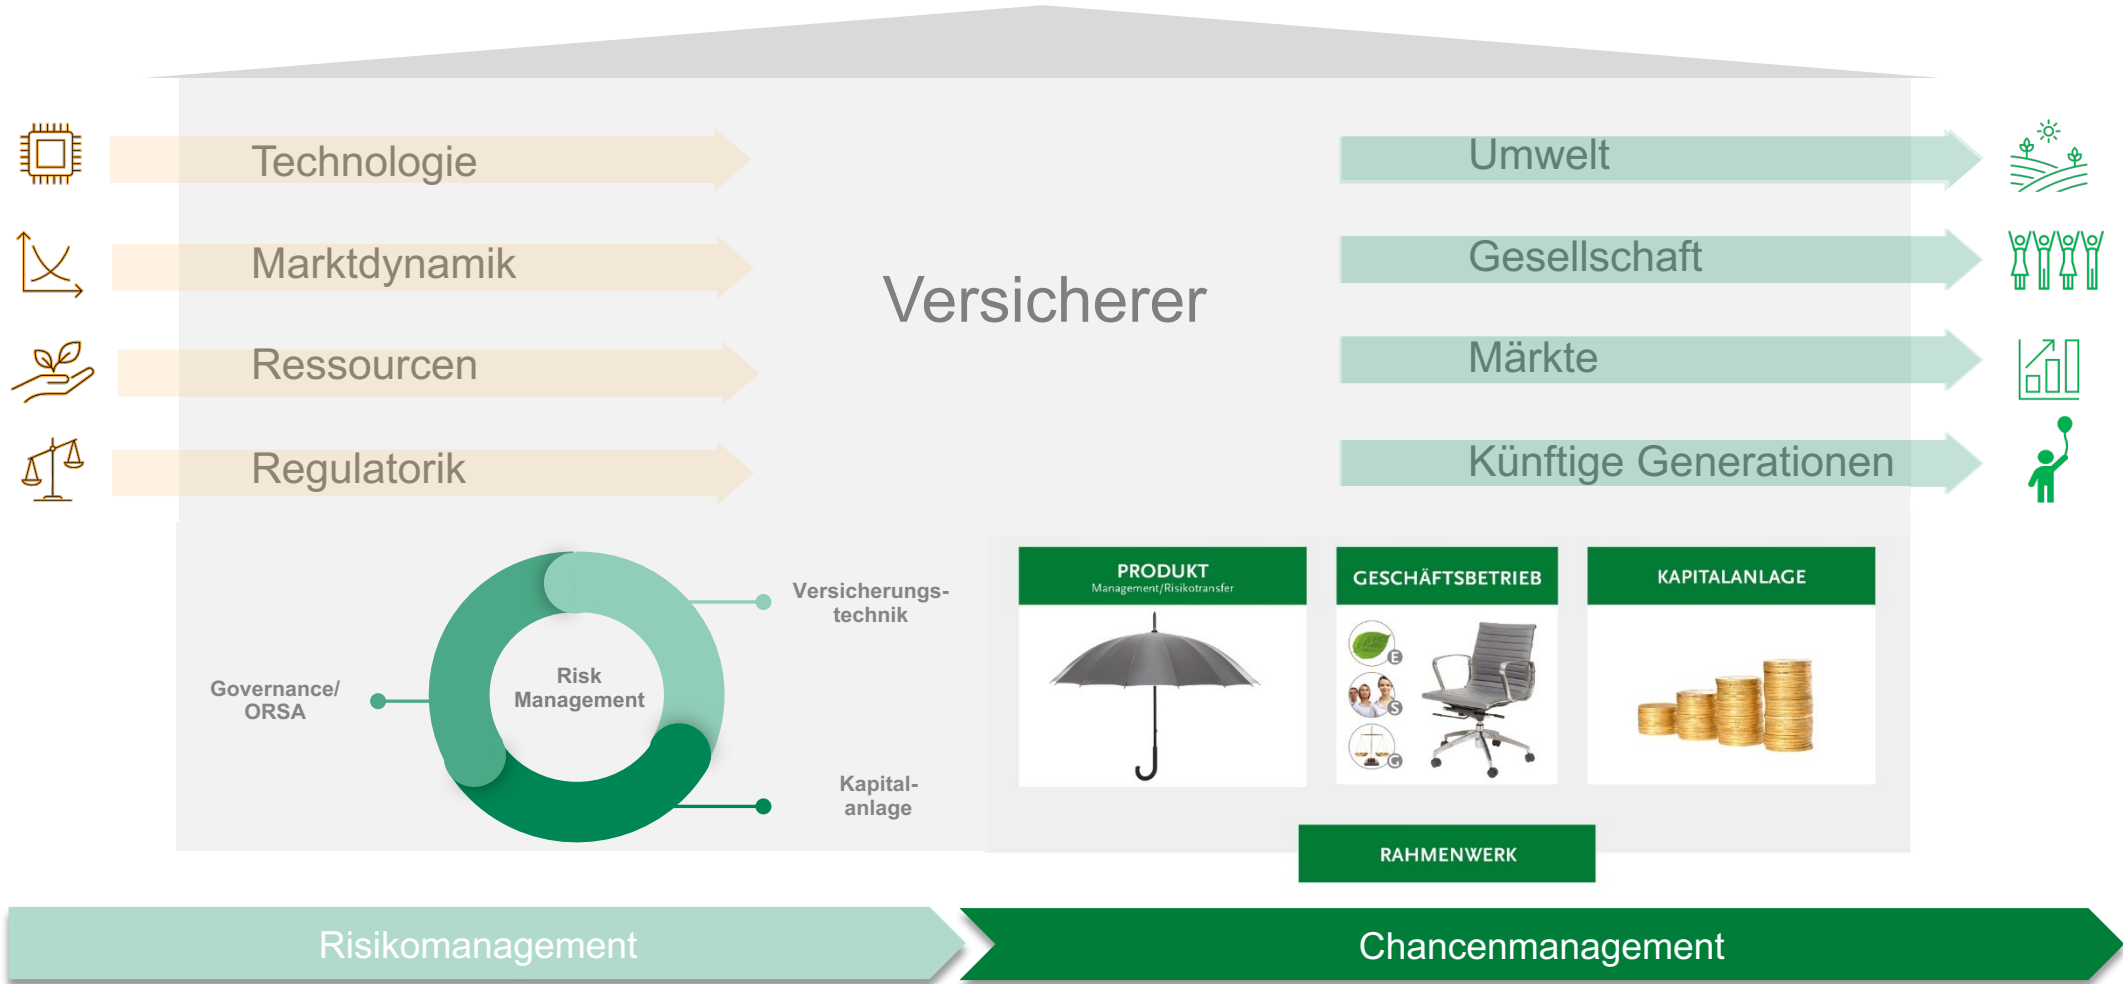 Technologie
Marktdynamik
Ressourcen
Regulatorik
Versicherer
Umwelt
Gesellschaft
Märkte
Künftige Generationen
Governance/
ORSA
Risk
Management
Versicherungs-
technik
Kapital-
anlage
PRODUKT
Management/Risikotransfer
GESCHÄFTSBETRIEB
E
S
G
KAPITALANLAGE
RAHMENWERK
Risikomanagement
Chancenmanagement